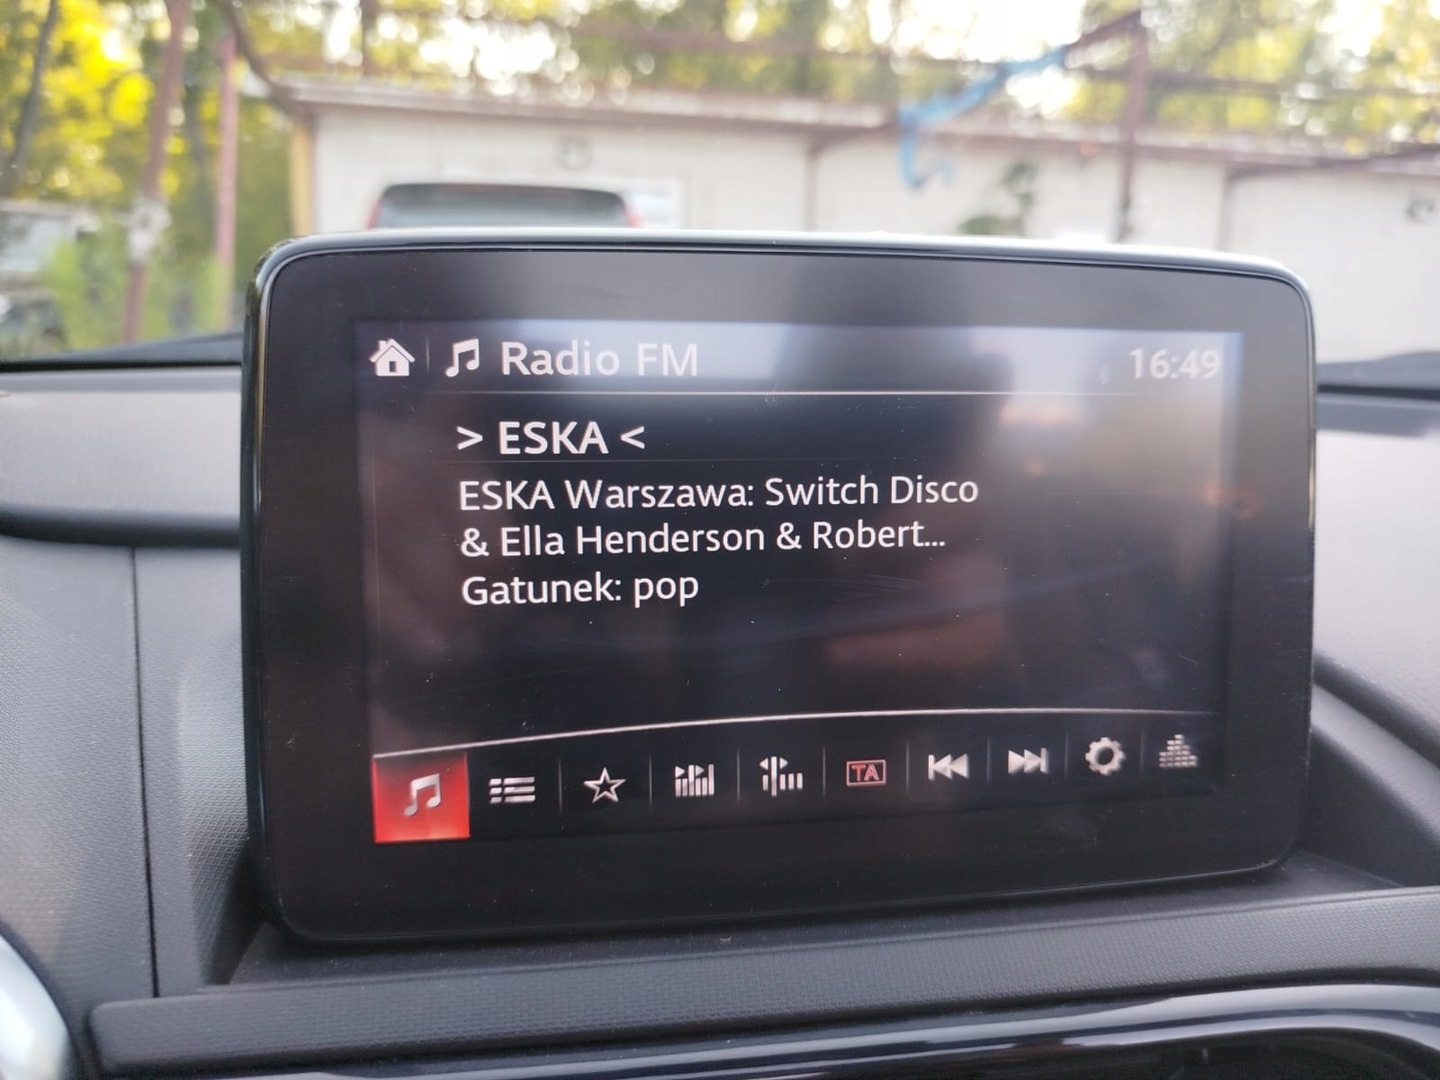 Radio FM
16:49
> ESKA <
ESKA Warszawa: Switch Disco
& Ella Henderson & Robert...
Gatunek: pop
TA